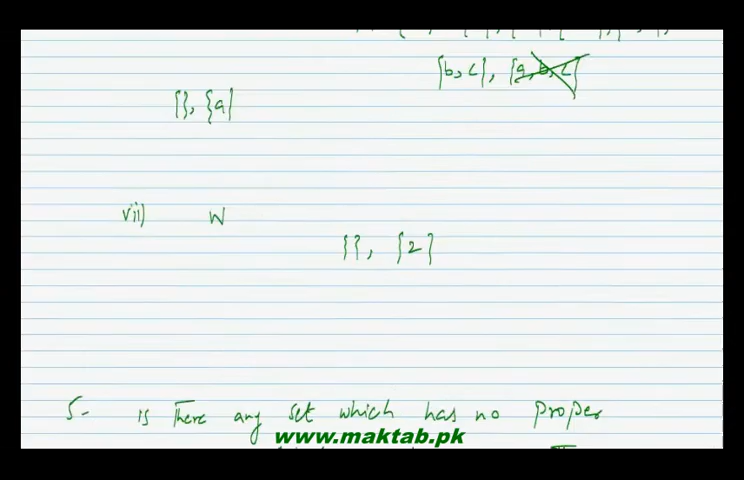 {b,c}, {a,b,c}
{}, {a}
vii) W
{}, {2}
5- is There any set which has no proper
www.maktab.pk